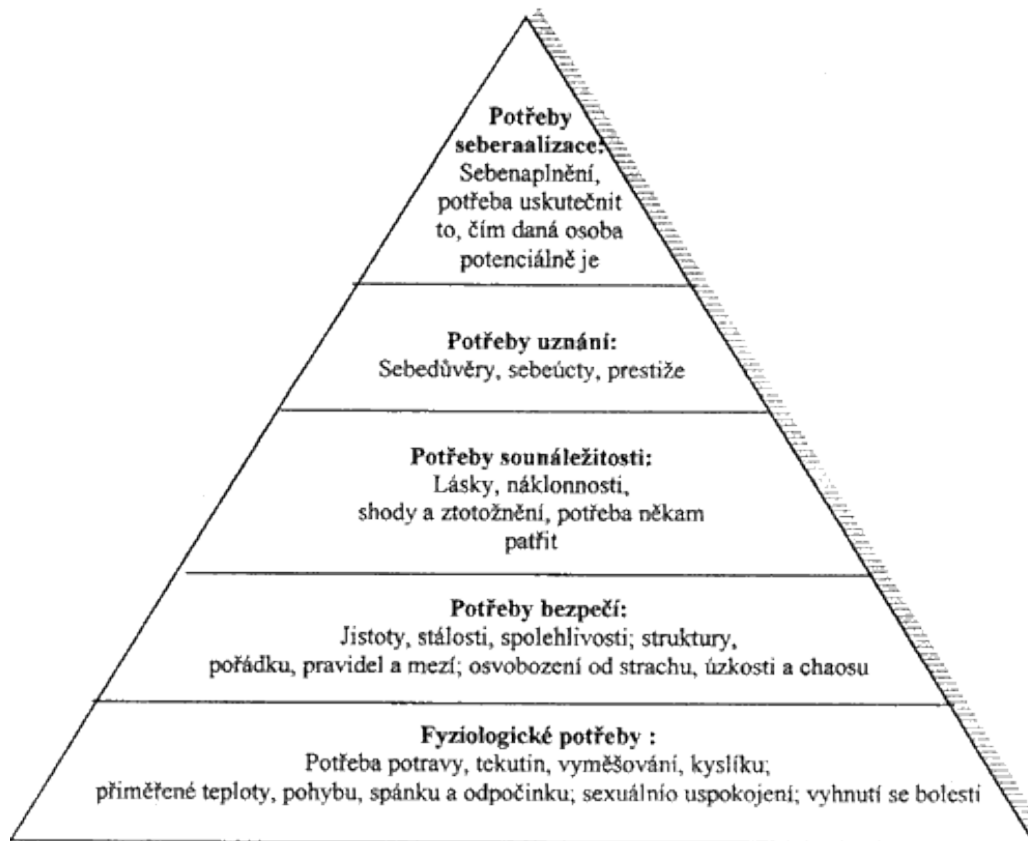 Potřeby
seberaalizace:
Sebenaplnění,
potřeba uskutečnit
to, čím daná osoba
potenciálně je
Potřeby uznání:
Sebedůvěry, sebeúcty, prestiže
Potřeby sounáležitosti:
Lásky, náklonnosti,
shody a ztotožnění, potřeba někam
patřit
Potřeby bezpečí:
Jistoty, stálosti, spolehlivosti; struktury,
pořádku, pravidel a mezí; osvobození od strachu, úzkosti a chaosu
Fyziologické potřeby :
Potřeba potravy, tekutin, vyměšování, kyslíku;
přiměřené teploty, pohybu, spánku a odpočinku; sexuálnío uspokojení; vyhnutí se bolesti